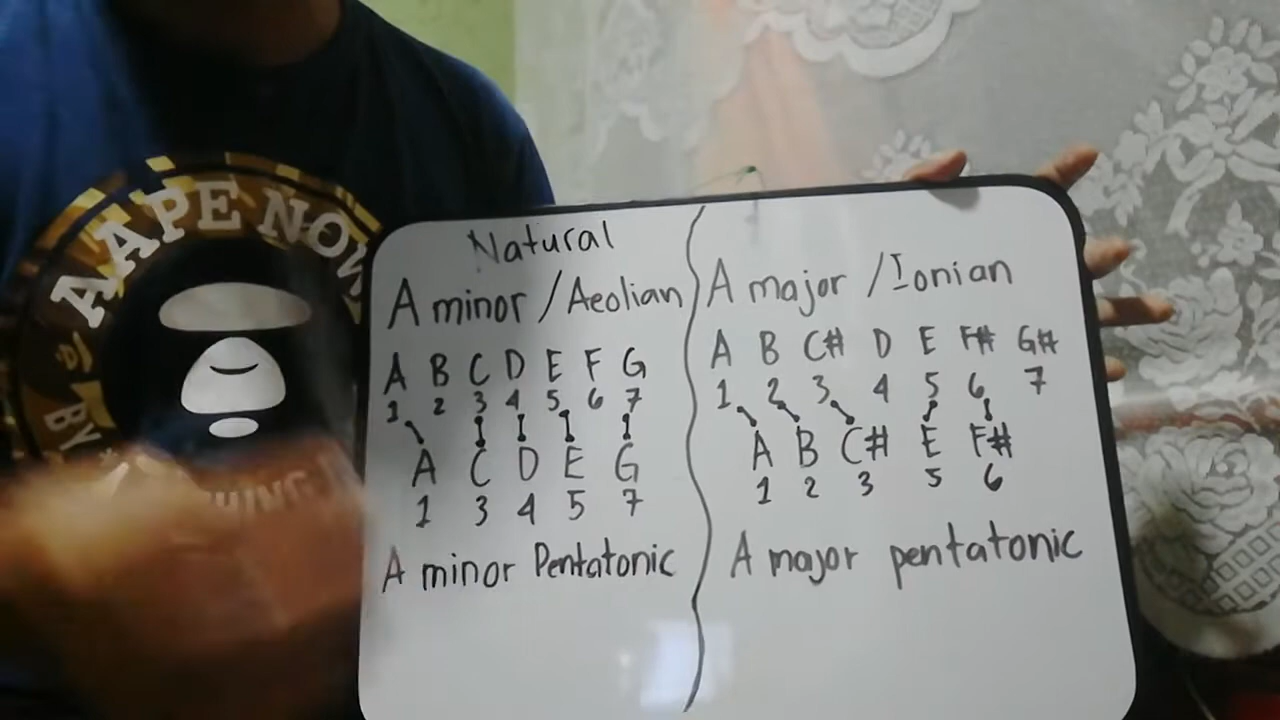 AAPE NOW
BY
HING
Natural
A minor / Aeolian
A B C D E F G
1 2 3 4 5 6 7
A C D E G
1 3 4 5 7
A minor Pentatonic
A major / Ionian
A B C# D E F# G#
1 2 3 4 5 6 7
A B C# E F#
1 2 3 5 6
A major pentatonic